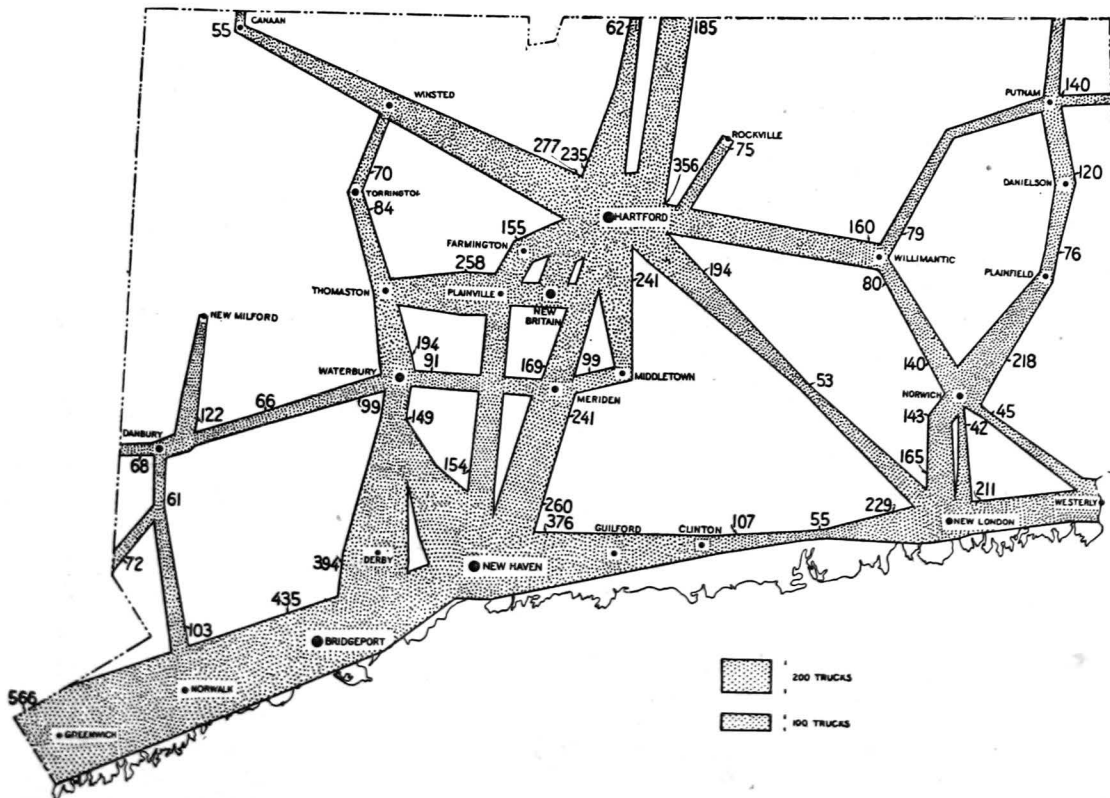 CANAAN
55
62
185
WINSTED
PUTNAM
140
277
235
ROCKVILLE
75
356
70
TORRINGTON
84
DANIELSON
120
HARTFORD
155
FARMINGTON
160
79
WILLIMANTIC
258
241
194
80
PLAINFIELD
76
THOMASTON
PLAINVILLE
NEW BRITAIN
NEW MILFORD
194
91
169
99
WATERBURY
MIDDLETOWN
MERIDEN
53
140
218
NORWICH
66
99
149
241
122
DANBURY
68
143
42
45
154
165
61
260
376
GUILFORD
CLINTON
107
55
229
211
WESTERLY
NEW LONDON
72
394
DERBY
NEW HAVEN
435
103
BRIDGEPORT
566
NORWALK
GREENWICH
200 TRUCKS
100 TRUCKS